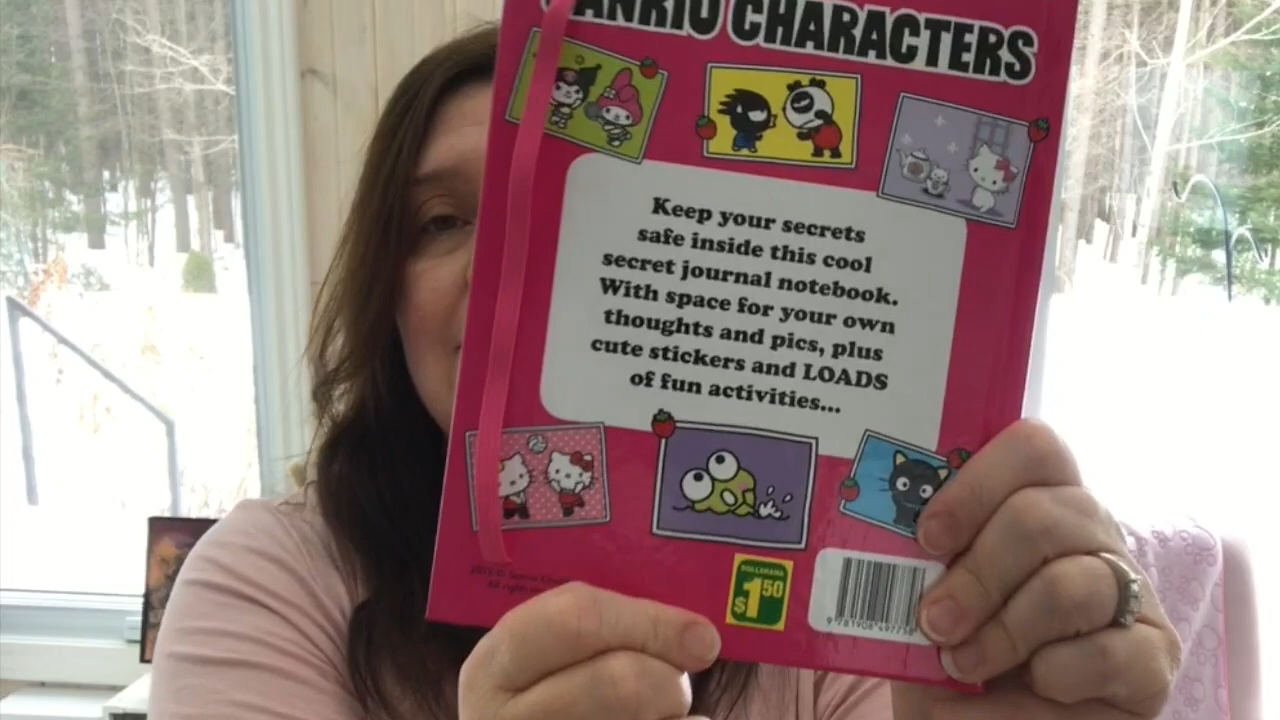 SANRIO CHARACTERS
Keep your secrets
safe inside this cool
secret journal notebook.
With space for your own
thoughts and pics, plus
cute stickers and LOADS
of fun activities...
DOLLARAMA
$1.50